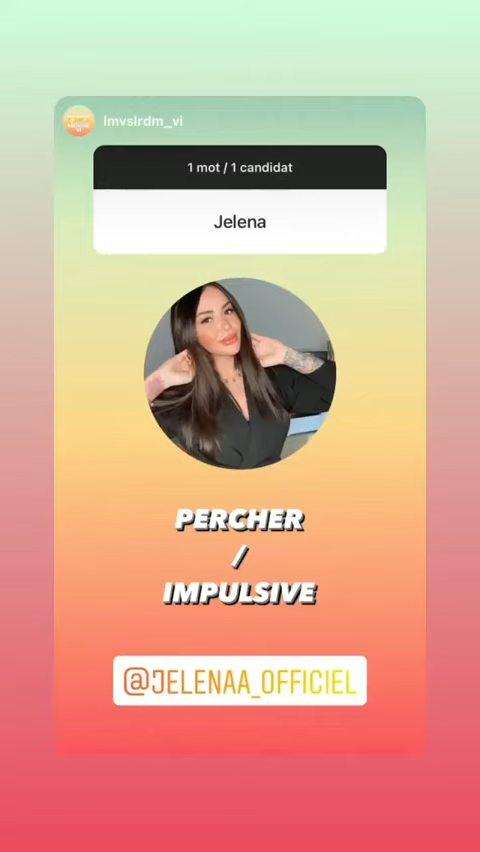 lmvslrdm_vi
1 mot / 1 candidat
Jelena
PERCHER
/
IMPULSIVE
@JELENAA_OFFICIEL